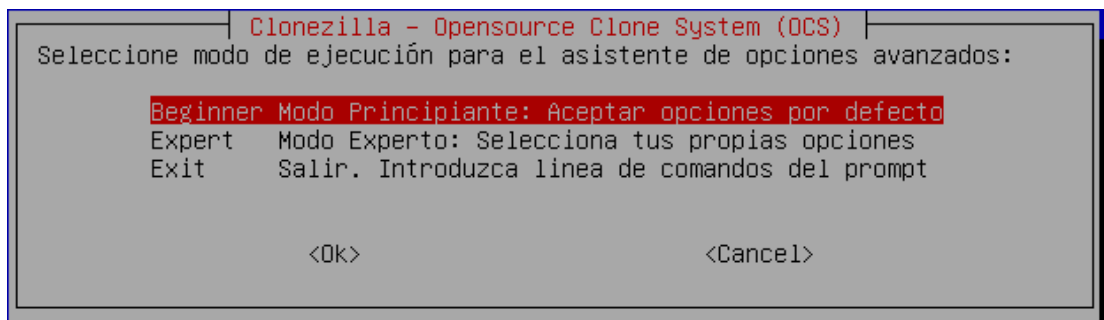 Clonezilla - Opensource Clone System (OCS)
Seleccione modo de ejecución para el asistente de opciones avanzados:
Beginner Modo Principiante: Aceptar opciones por defecto
Expert Modo Experto: Selecciona tus propias opciones
Exit Salir. Introduzca linea de comandos del prompt
<Ok> <Cancel>